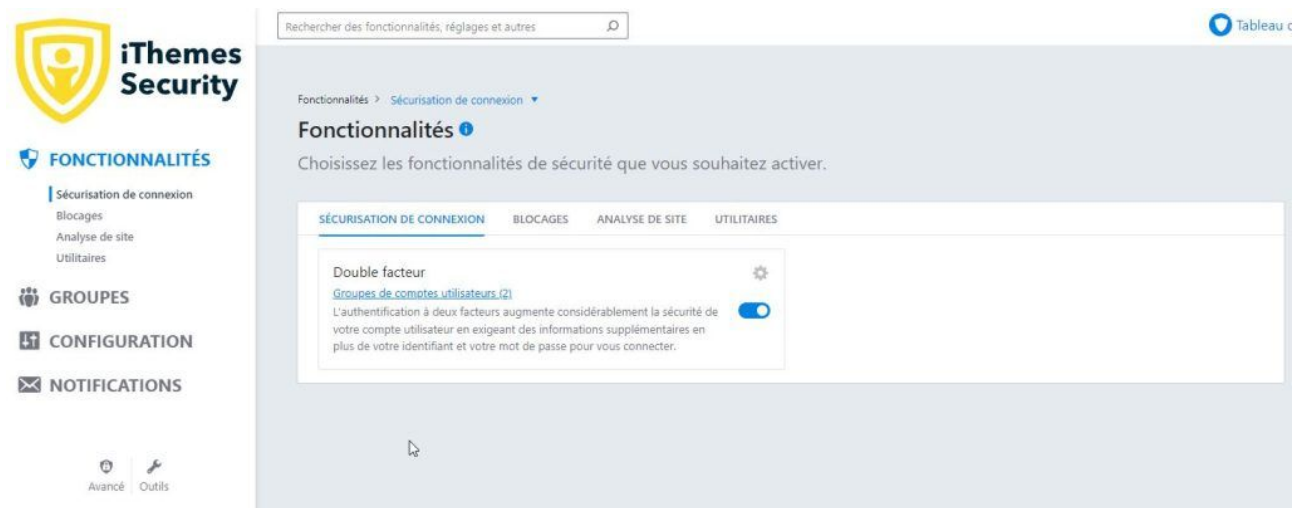 iThemes
Security
FONCTIONNALITÉS
Sécurisation de connexion
Blocages
Analyse de site
Utilitaires
GROUPES
CONFIGURATION
NOTIFICATIONS
Avancé
Outils
Rechercher des fonctionnalités, réglages et autres
Tableau
Fonctionnalités > Sécurisation de connexion
Fonctionnalités
Choisissez les fonctionnalités de sécurité que vous souhaitez activer.
SÉCURISATION DE CONNEXION BLOCAGES ANALYSE DE SITE UTILITAIRES
Double facteur
Groupes de comptes utilisateurs (2)
L'authentification à deux facteurs augmente considérablement la sécurité de
votre compte utilisateur en exigeant des informations supplémentaires en
plus de votre identifiant et votre mot de passe pour vous connecter.